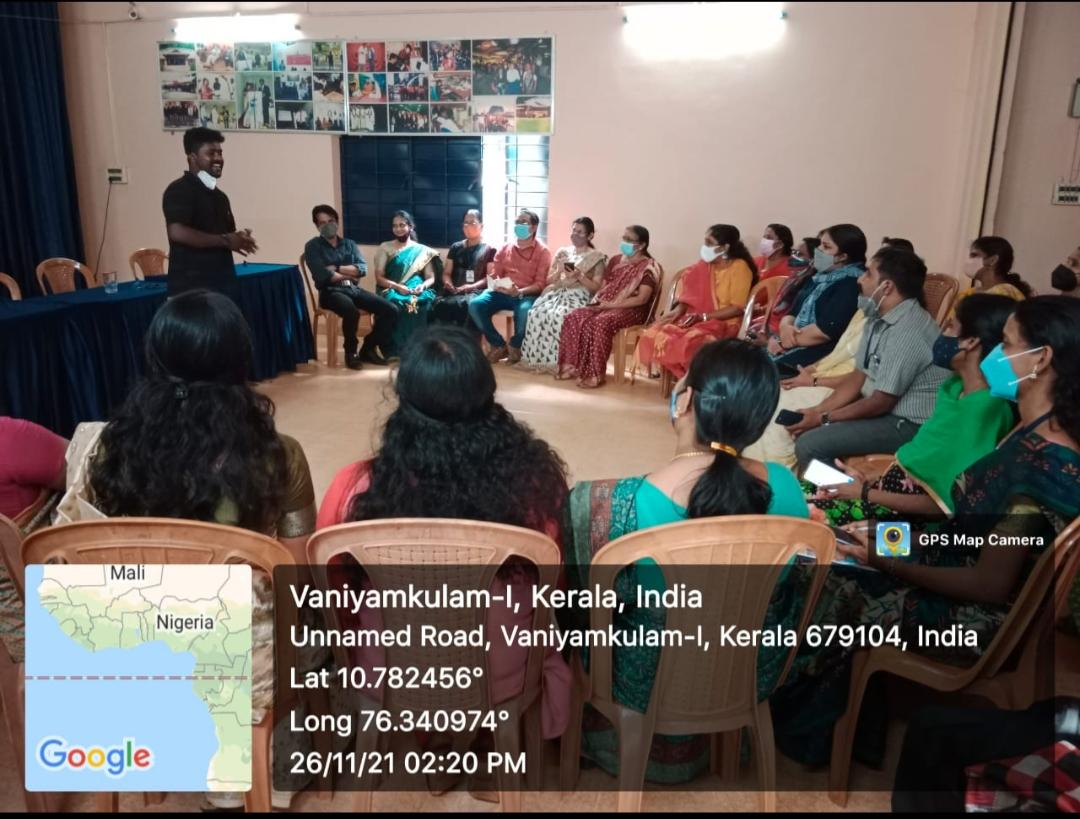 GPS Map Camera
Mali
Nigeria
Google
Vaniyamkulam-I, Kerala, India
Unnamed Road, Vaniyamkulam-I, Kerala 679104, India
Lat 10.782456°
Long 76.340974°
26/11/21 02:20 PM